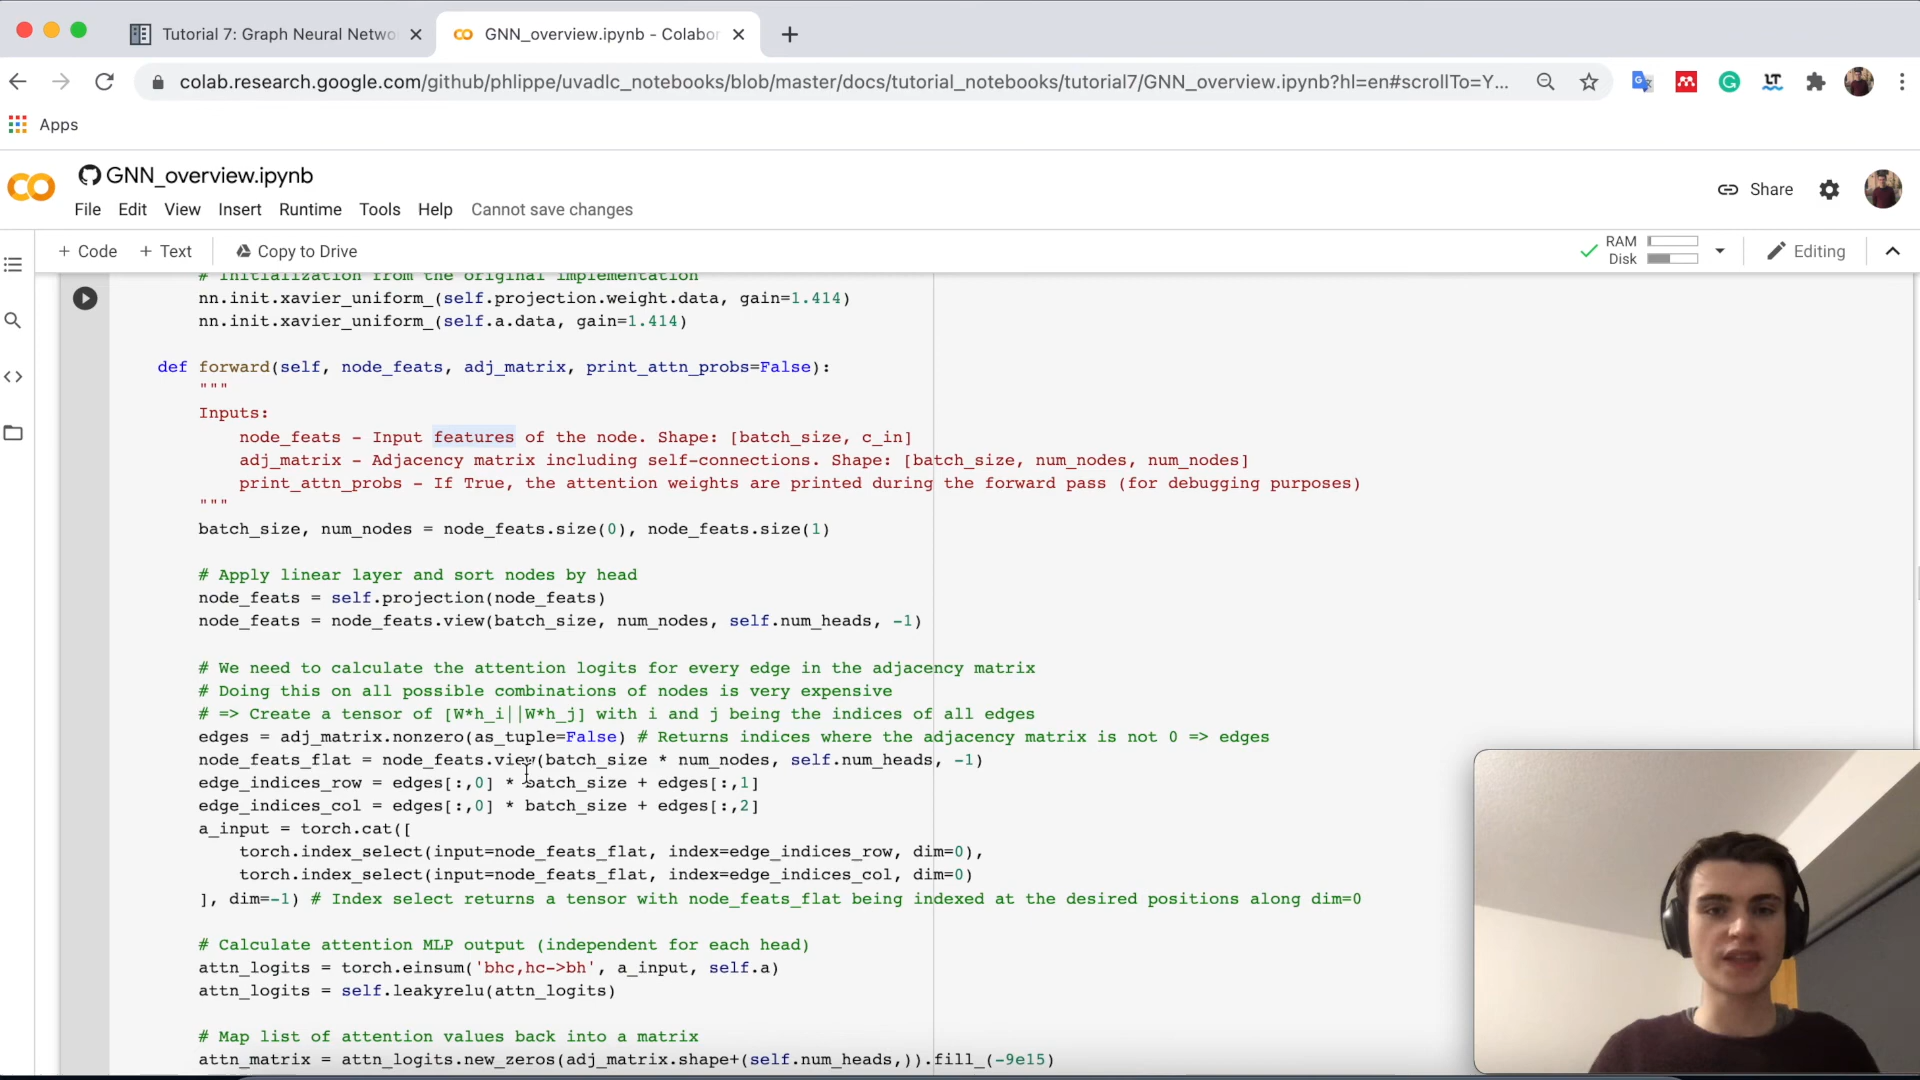 Tutorial 7: Graph Neural Netwo
GNN_overview.ipynb - Colabor
colab.research.google.com/github/phlippe/uvadlc_notebooks/blob/master/docs/tutorial_notebooks/tutorial7/GNN_overview.ipynb?hl=en#scrollTo=Y...
Apps
GNN_overview.ipynb
Share
File Edit View Insert Runtime Tools Help Cannot save changes
+ Code + Text Copy to Drive
RAM
Disk
Editing
# Initialization from the original implementation
nn.init.xavier_uniform_(self.projection.weight.data, gain=1.414)
nn.init.xavier_uniform_(self.a.data, gain=1.414)
def forward(self, node_feats, adj_matrix, print_attn_probs=False):
"""
Inputs:
node_feats - Input features of the node. Shape: [batch_size, c_in]
adj_matrix - Adjacency matrix including self-connections. Shape: [batch_size, num_nodes, num_nodes]
print_attn_probs - If True, the attention weights are printed during the forward pass (for debugging purposes)
"""
batch_size, num_nodes = node_feats.size(0), node_feats.size(1)
# Apply linear layer and sort nodes by head
node_feats = self.projection(node_feats)
node_feats = node_feats.view(batch_size, num_nodes, self.num_heads, -1)
# We need to calculate the attention logits for every edge in the adjacency matrix
# Doing this on all possible combinations of nodes is very expensive
# => Create a tensor of [W*h_i||W*h_j] with i and j being the indices of all edges
edges = adj_matrix.nonzero(as_tuple=False) # Returns indices where the adjacency matrix is not 0 => edges
node_feats_flat = node_feats.view(batch_size * num_nodes, self.num_heads, -1)
edge_indices_row = edges[:,0] * batch_size + edges[:,1]
edge_indices_col = edges[:,0] * batch_size + edges[:,2]
a_input = torch.cat([
torch.index_select(input=node_feats_flat, index=edge_indices_row, dim=0),
torch.index_select(input=node_feats_flat, index=edge_indices_col, dim=0)
], dim=-1) # Index select returns a tensor with node_feats_flat being indexed at the desired positions along dim=0
# Calculate attention MLP output (independent for each head)
attn_logits = torch.einsum('bhc,hc->bh', a_input, self.a)
attn_logits = self.leakyrelu(attn_logits)
# Map list of attention values back into a matrix
attn_matrix = attn_logits.new_zeros(adj_matrix.shape+(self.num_heads,)).fill_(-9e15)